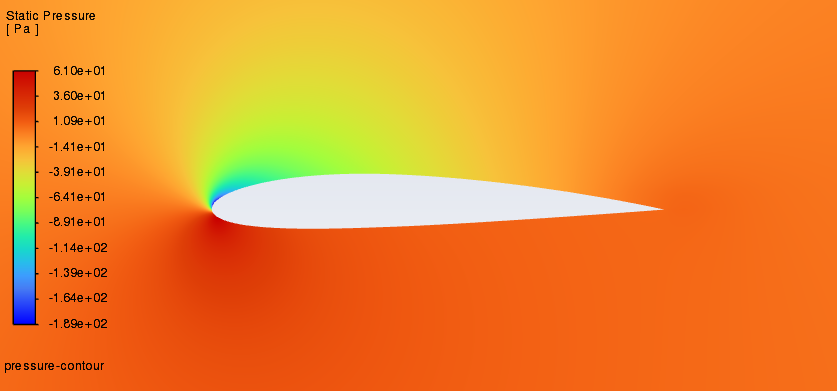 Static Pressure
[ Pa ]
6.10e+01
3.60e+01
1.09e+01
-1.41e+01
-3.91e+01
-6.41e+01
-8.91e+01
-1.14e+02
-1.39e+02
-1.64e+02
-1.89e+02
pressure-contour